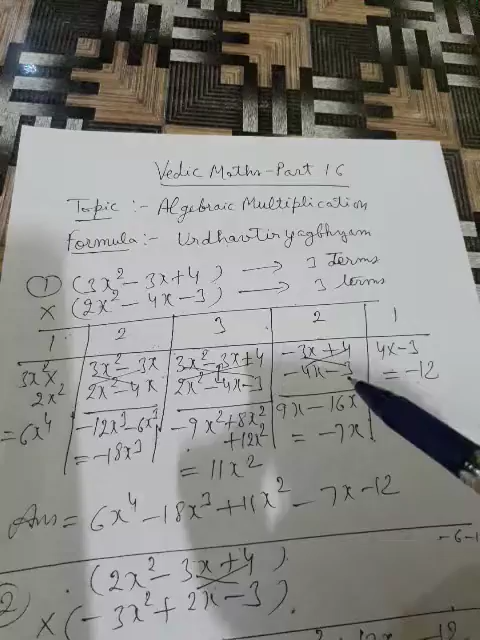 Vedic Maths-Part 16
Topic :- Algebraic Multiplication
Formula:- Urdhavtiryagbhyam
① (3x² - 3x + 4) → 3 Terms
× (2x² - 4x - 3) → 3 terms
1 2 3 2 1
3x²× 3x² - 3x 3x² - 3x + 4 - 3x + 4 4x - 3
2x² 2x² - 4x 2x² - 4x - 3 - 4x - 3 = -12
= 6x⁴ -12x³ - 6x³ -9x² + 8x² 9x - 16x
= -18x³ + 12x² = -7x
= 11x²
Ans = 6x⁴ - 18x³ + 11x² - 7x - 12
-6-1
2 (2x² - 3x + 4)
× (-3x² + 2x - 3)